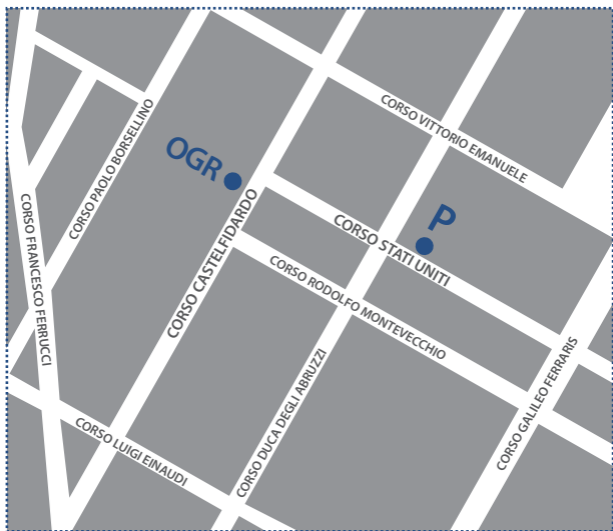 CORSO VITTORIO EMANUELE
CORSO PAOLO BORSELLINO
OGR
P
CORSO FRANCESCO FERRUCCI
CORSO CASTELFIDARDO
CORSO STATI UNITI
CORSO RODOLFO MONTEVECCHIO
CORSO DUCA DEGLI ABRUZZI
CORSO GALILEO FERRARIS
CORSO LUIGI EINAUDI